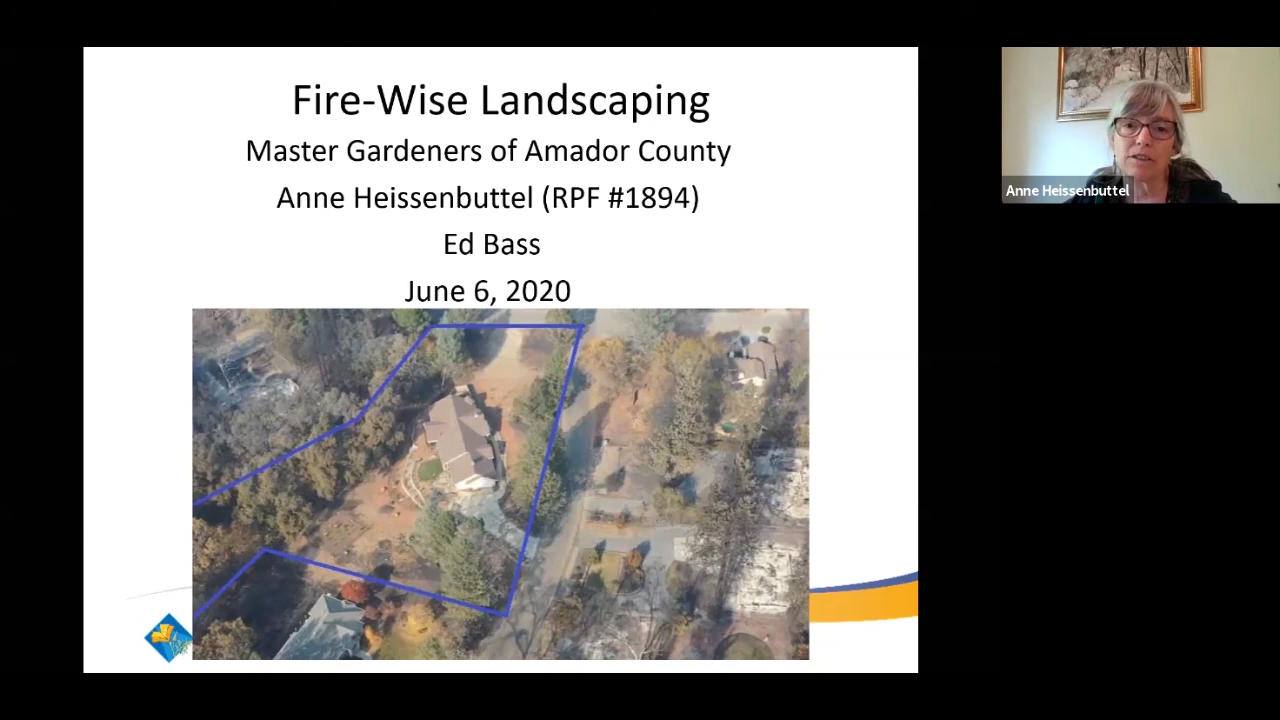 Fire-Wise Landscaping
Master Gardeners of Amador County
Anne Heissenbuttel (RPF #1894)
Ed Bass
June 6, 2020
Anne Heissenbuttel